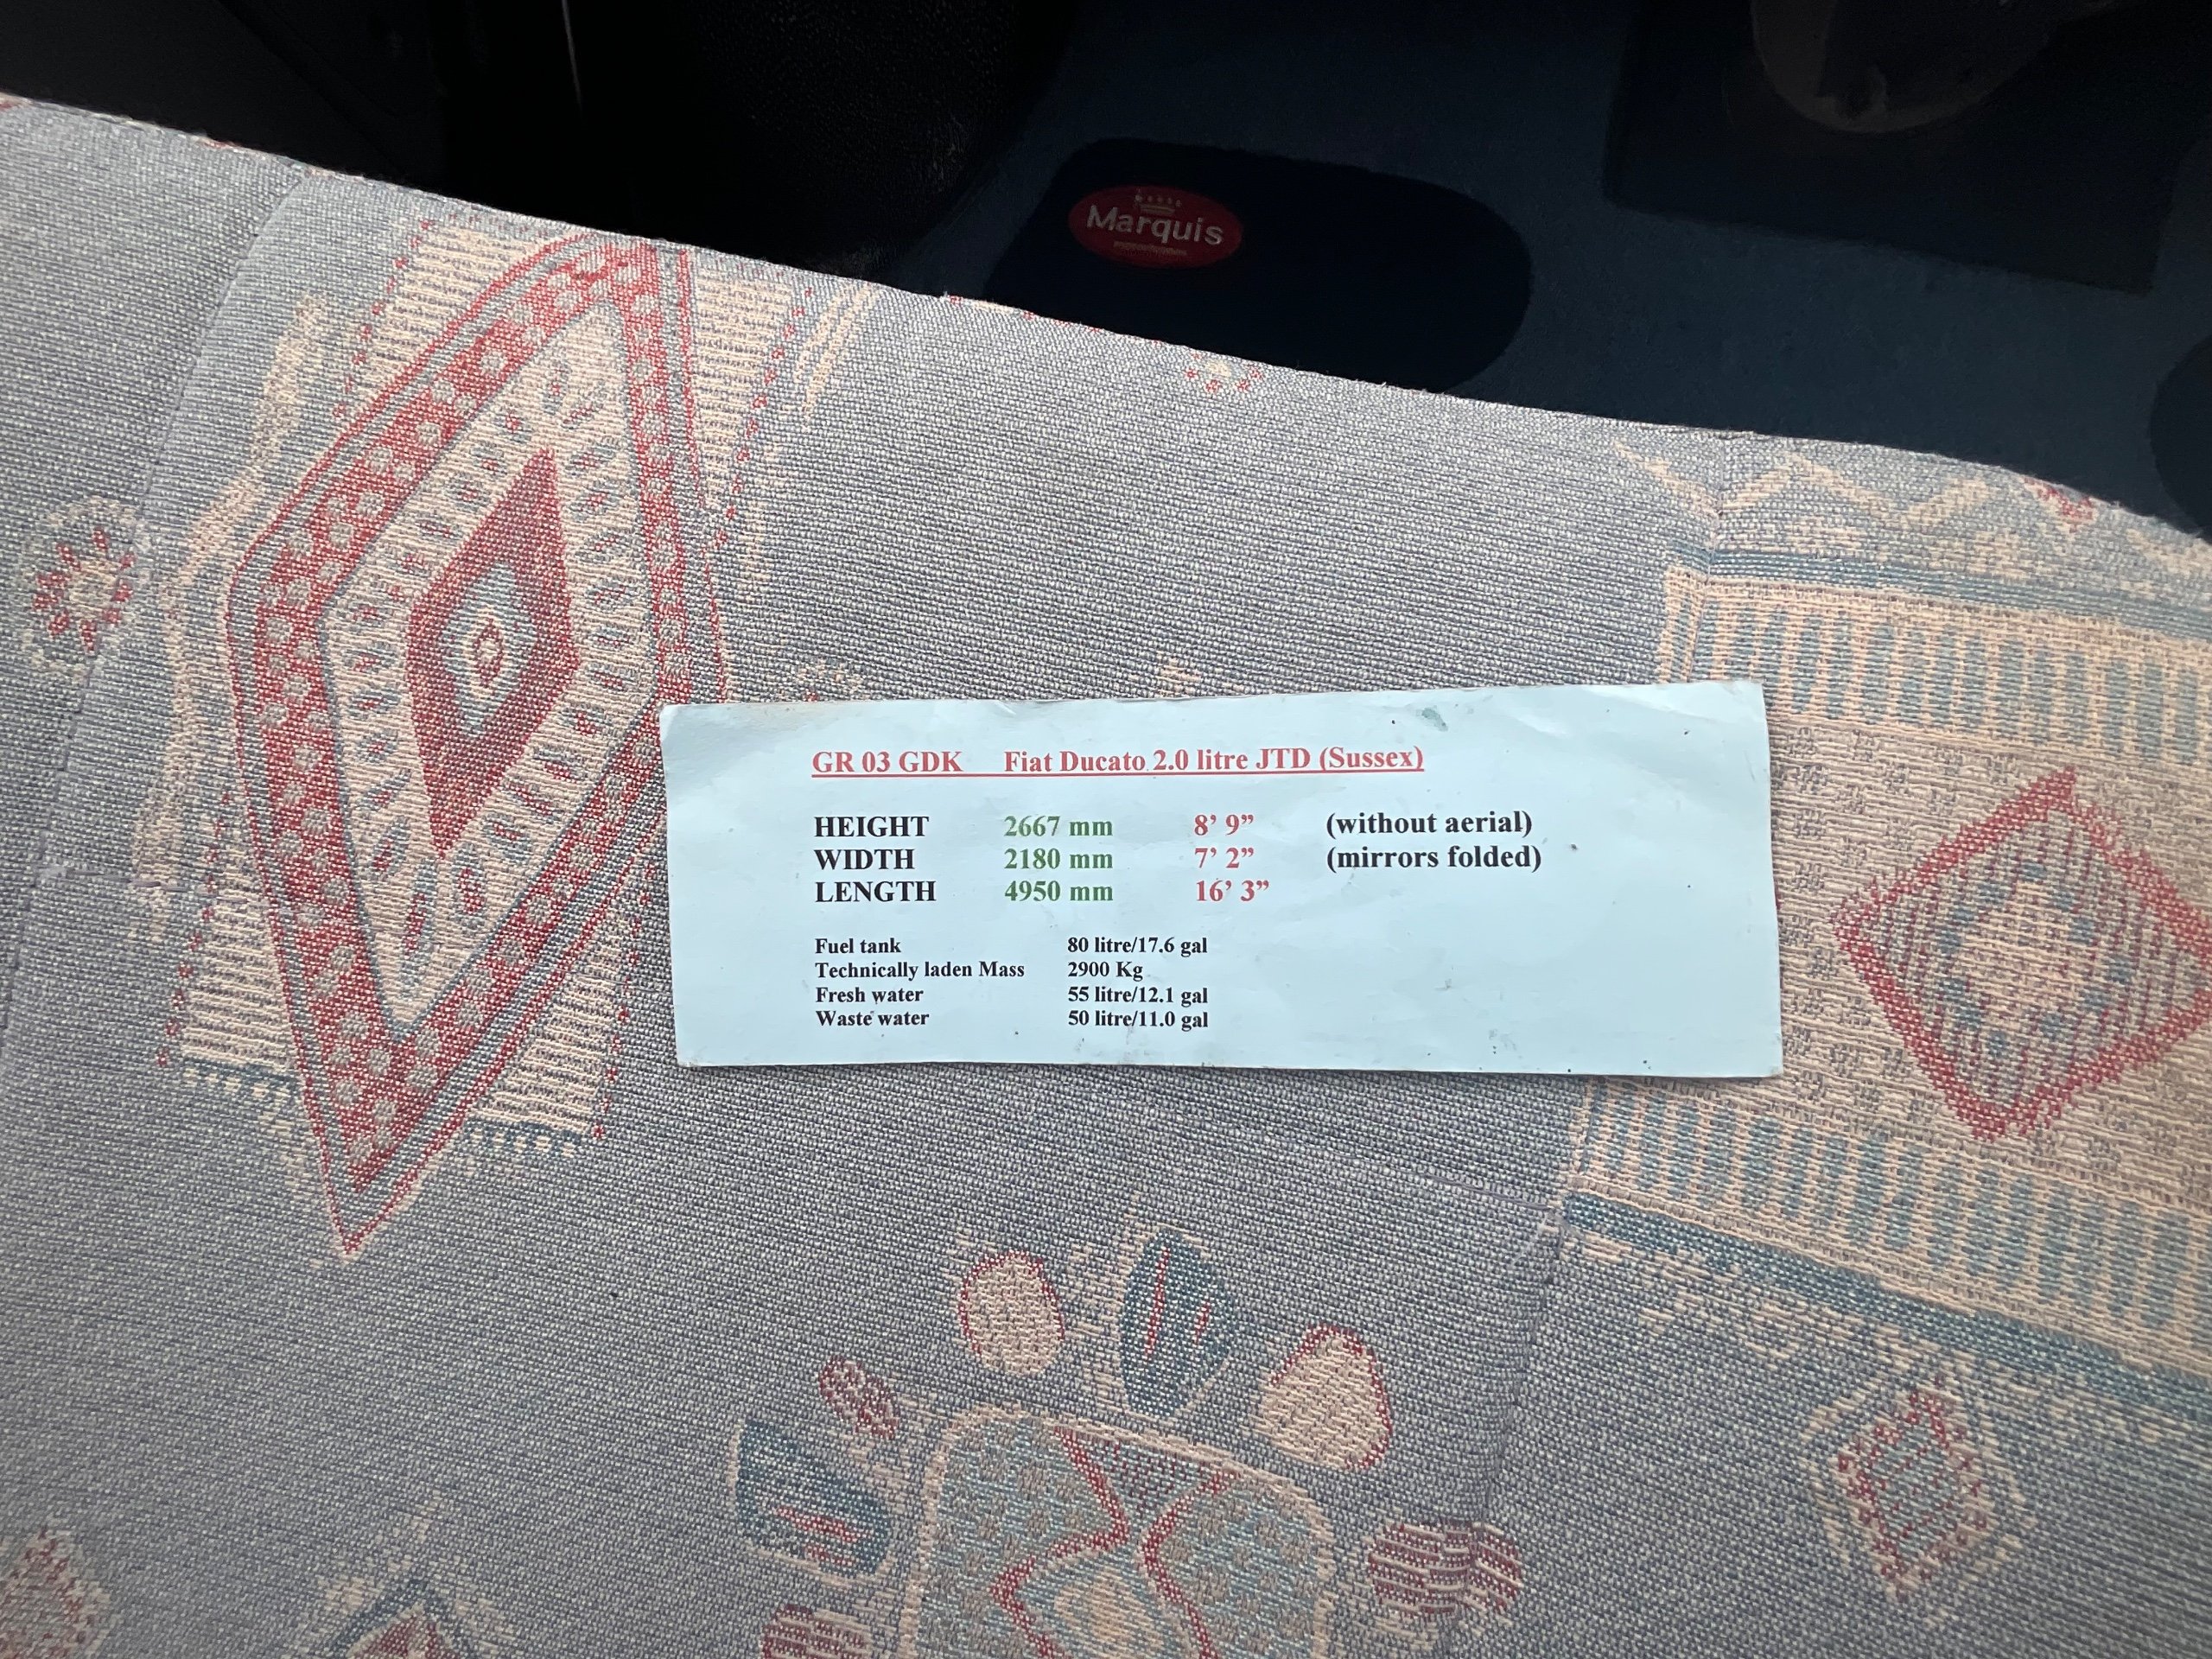 Marquis
GR 03 GDK Fiat Ducato 2.0 litre JTD (Sussex)
HEIGHT 2667 mm 8’ 9” (without aerial)
WIDTH 2180 mm 7’ 2” (mirrors folded)
LENGTH 4950 mm 16’ 3”
Fuel tank 80 litre/17.6 gal
Technically laden Mass 2900 Kg
Fresh water 55 litre/12.1 gal
Waste water 50 litre/11.0 gal